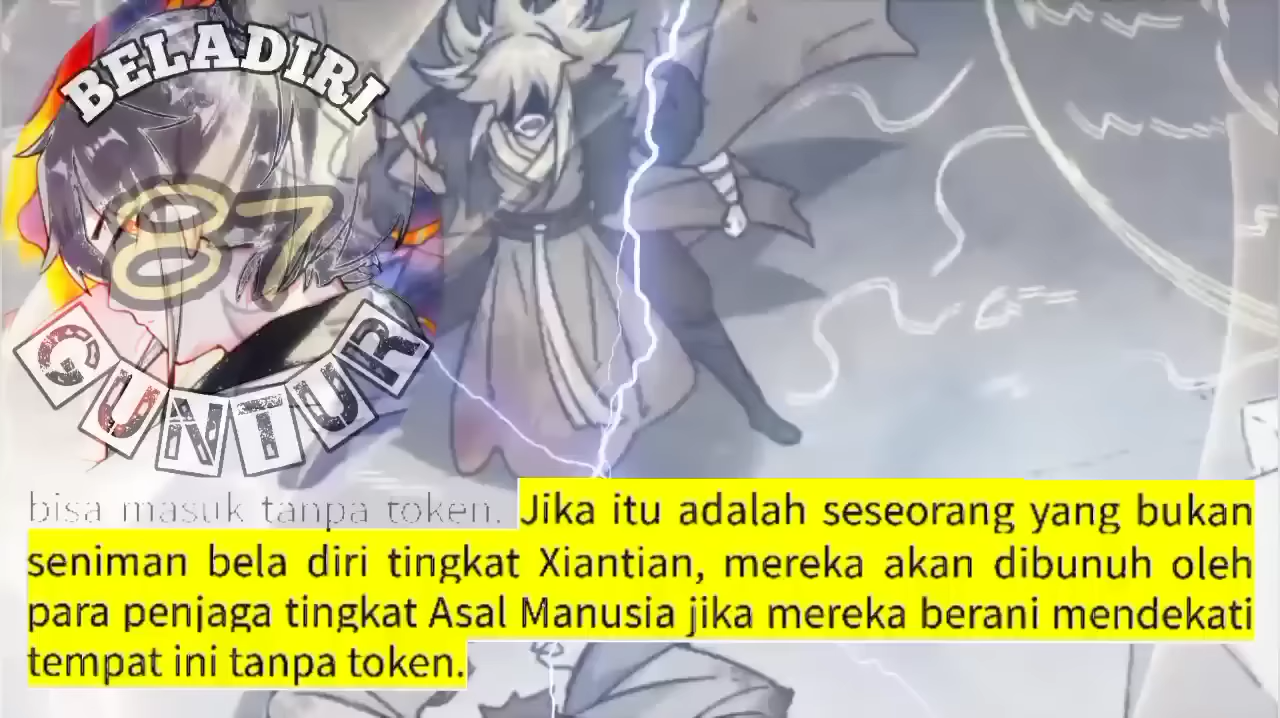 BELADIRI
87
GUNTUR
bisa masuk tanpa token. Jika itu adalah seseorang yang bukan
seniman bela diri tingkat Xiantian, mereka akan dibunuh oleh
para penjaga tingkat Asal Manusia jika mereka berani mendekati
tempat ini tanpa token.